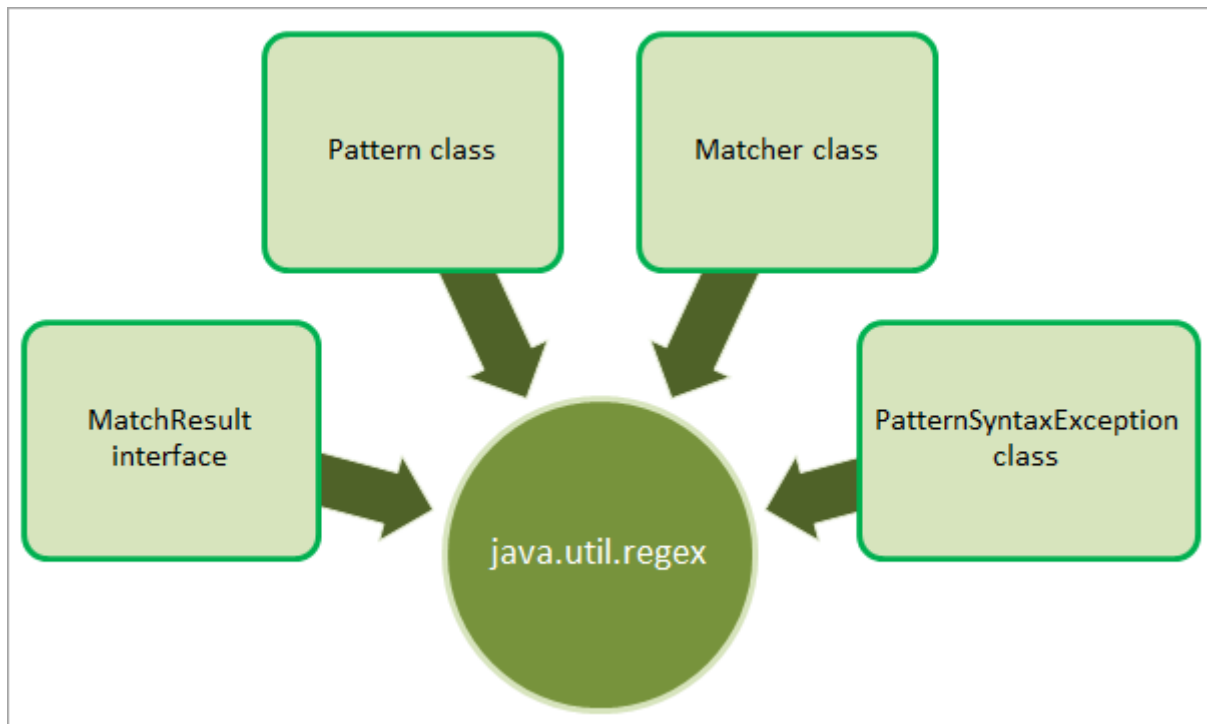 Pattern class
Matcher class
MatchResult
interface
PatternSyntaxException
class
java.util.regex